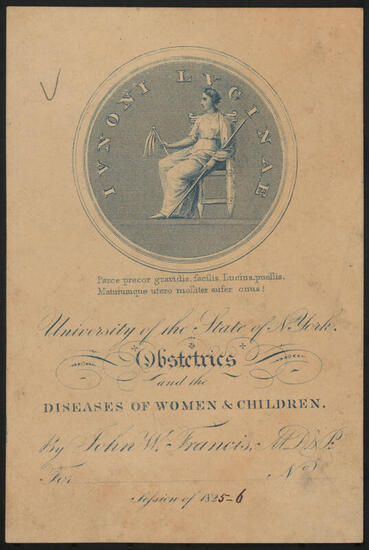 IVNONI LVCINAE
Parce precor gravidis, facilis Lucina, puellis,
Maturumque utero molliter aufer onus!
University of the State of N. York.
Obstetrics
and the
DISEASES OF WOMEN & CHILDREN.
By John W. Francis, M.D. & P.
For N°
Session of 1825-6